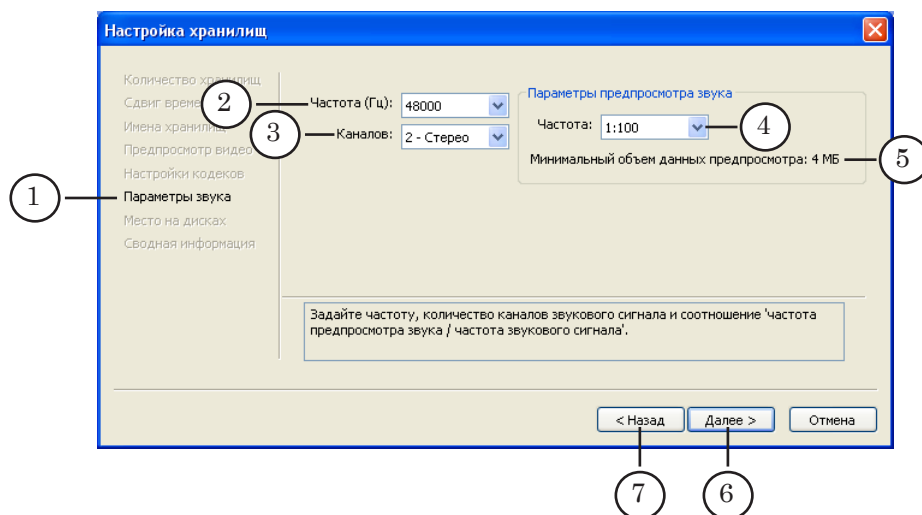 Настройка хранилищ
Количество хранилищ
Сдвиг време
Имена хранилищ
Предпросмотр видео
Настройки кодеков
Параметры звука
Место на дисках
Сводная информация
1
2
3
Частота (Гц): 48000
Каналов: 2 - Стерео
Параметры предпросмотра звука
Частота: 1:100
4
Минимальный объем данных предпросмотра: 4 МБ
5
Задайте частоту, количество каналов звукового сигнала и соотношение 'частота
предпросмотра звука / частота звукового сигнала'.
< Назад
Далее >
Отмена
7
6